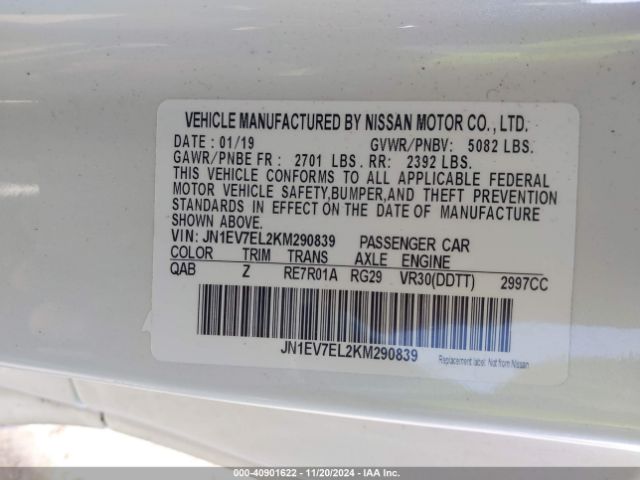 VEHICLE MANUFACTURED BY NISSAN MOTOR CO., LTD.
DATE : 01/19 GVWR/PNBV: 5082 LBS.
GAWR/PNBE FR : 2701 LBS. RR: 2392 LBS.
THIS VEHICLE CONFORMS TO ALL APPLICABLE FEDERAL
MOTOR VEHICLE SAFETY,BUMPER,AND THEFT PREVENTION
STANDARDS IN EFFECT ON THE DATE OF MANUFACTURE
SHOWN ABOVE.
VIN: JN1EV7EL2KM290839 PASSENGER CAR
COLOR TRIM TRANS AXLE ENGINE
QAB Z RE7R01A RG29 VR30(DDTT) 2997CC
JN1EV7EL2KM290839
Replacement label. Not from Nissan
000-40901622 - 11/20/2024 - IAAI.COM